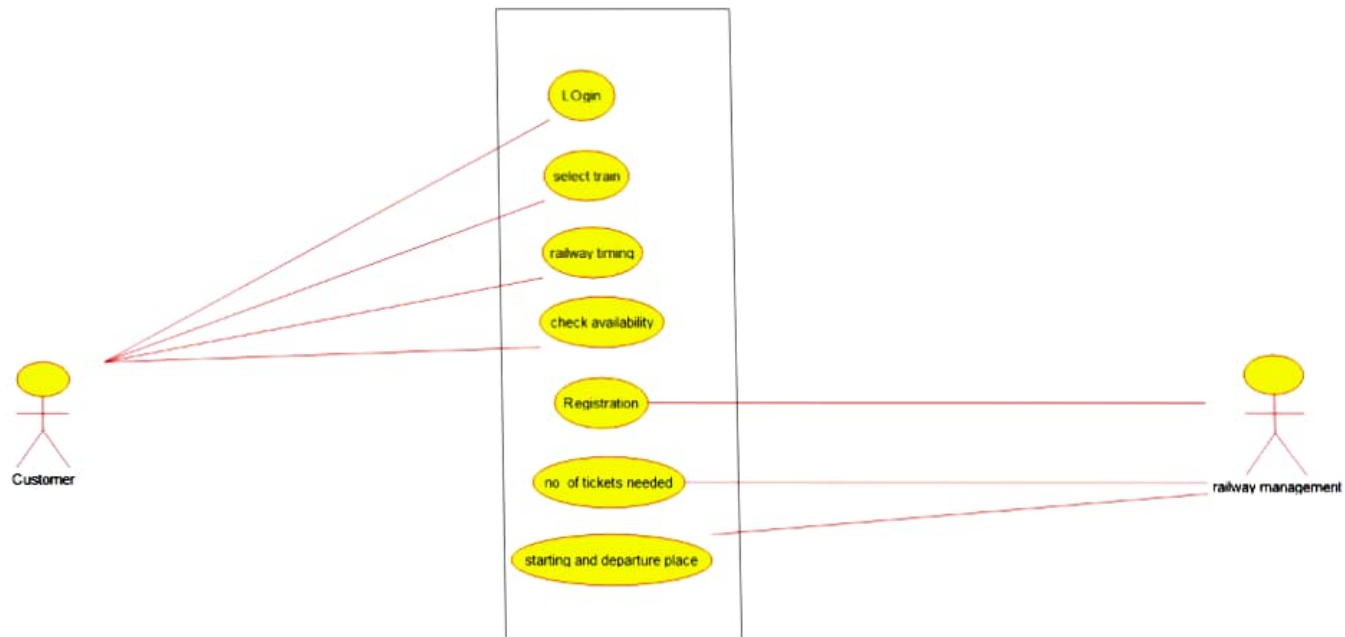 LOgin
select train
railway timing
check availability
Registration
no of tickets needed
starting and departure place
Customer
railway management